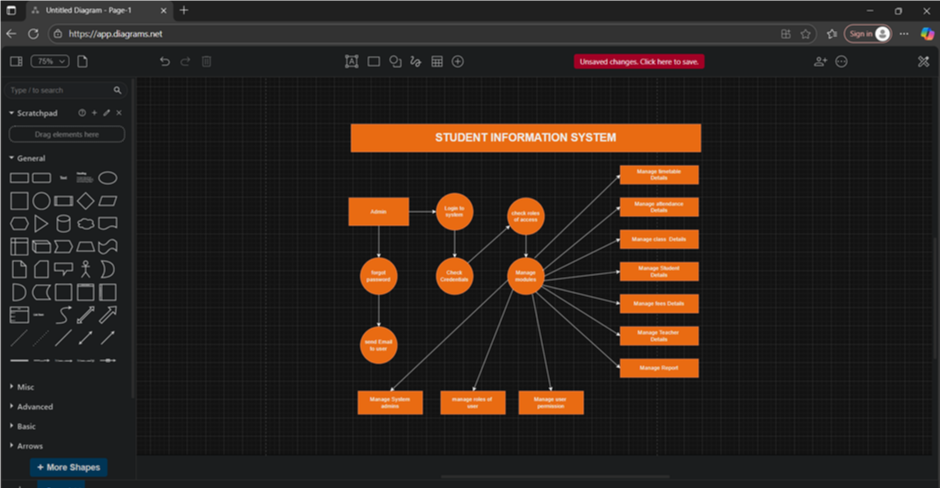 Untitled Diagram - Page-1
https://app.diagrams.net
Sign in
75%
Unsaved changes. Click here to save.
Type / to search
Scratchpad
Drag elements here
General
Text
Misc
Advanced
Basic
Arrows
+ More Shapes
STUDENT INFORMATION SYSTEM
Admin
Login to
system
check roles
of access
forgot
password
Check
Credentials
Manage
modules
send Email
to user
Manage timetable
Details
Manage attendance
Details
Manage class Details
Manage Student
Details
Manage fees Details
Manage Teacher
Details
Manage Report
Manage System
admins
manage roles of
user
Manage user
permission